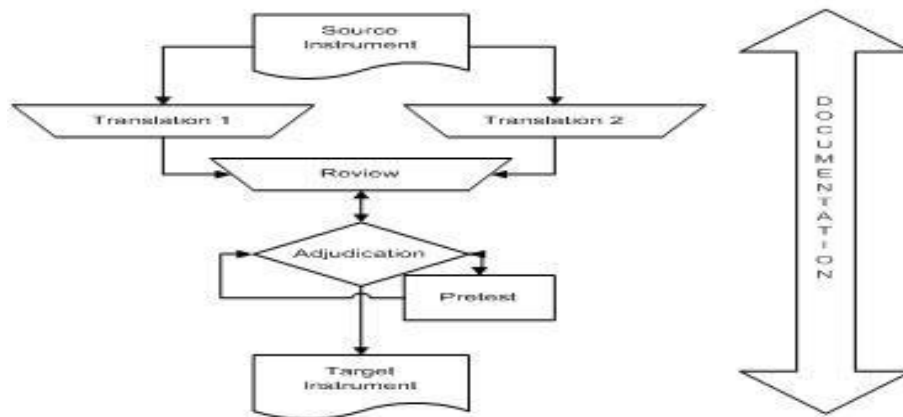 Source
Instrument
Translation 1
Translation 2
Review
Adjudication
Pretest
Target
Instrument
DOCUMENTATION